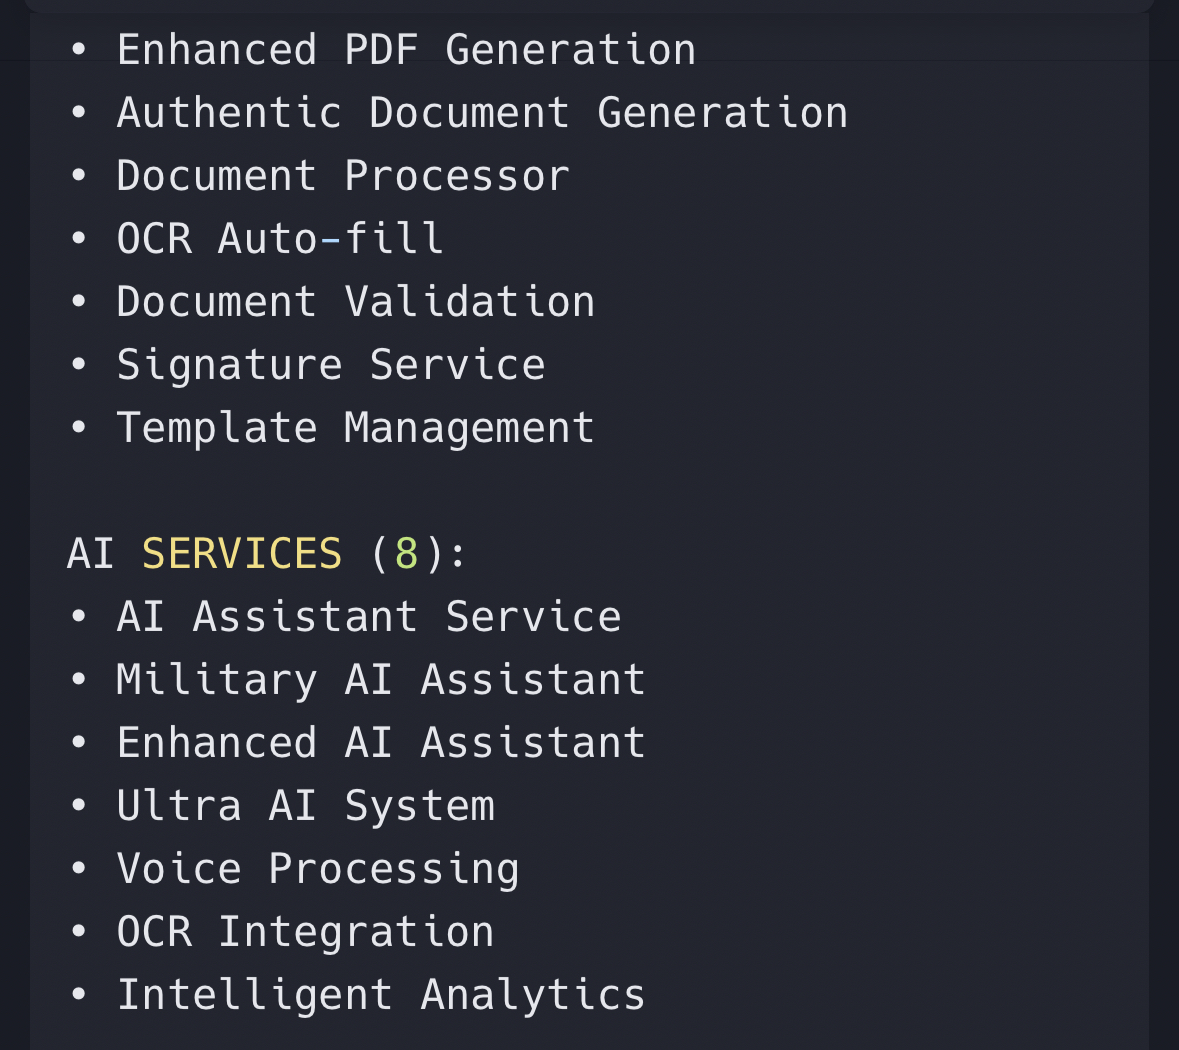 • Enhanced PDF Generation
• Authentic Document Generation
• Document Processor
• OCR Auto-fill
• Document Validation
• Signature Service
• Template Management
AI SERVICES (8):
• AI Assistant Service
• Military AI Assistant
• Enhanced AI Assistant
• Ultra AI System
• Voice Processing
• OCR Integration
• Intelligent Analytics